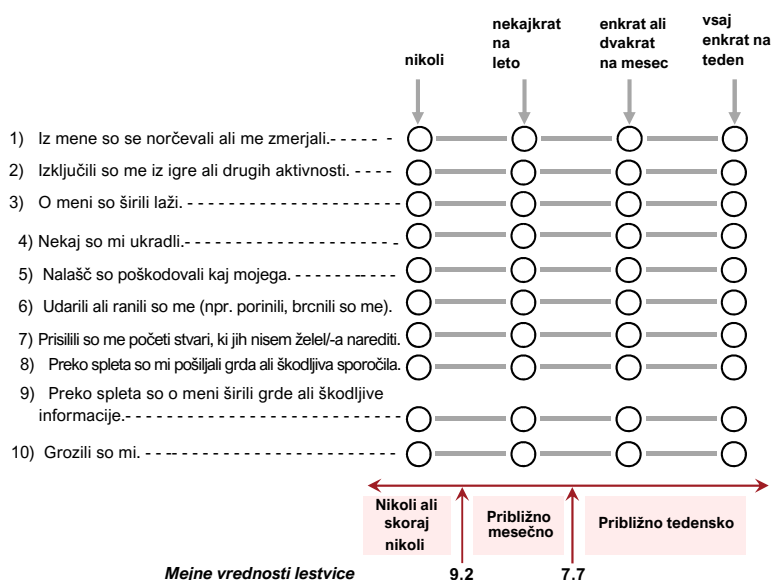 nikoli
nekajkrat
na
leto
enkrat ali
dvakrat
na mesec
vsaj
enkrat na
teden
1) Iz mene so se norčevali ali me zmerjali.- - - - - -
2) Izključili so me iz igre ali drugih aktivnosti. - - - -
3) O meni so širili laži. - - - - - - - - - - - - - - - - - - -
4) Nekaj so mi ukradli.- - - - - - - - - - - - - - - - - - -
5) Nalašč so poškodovali kaj mojega. - - - - - - - - - - -
6) Udarili ali ranili so me (npr. porinili, brcnili so me).
7) Prisilili so me početi stvari, ki jih nisem želel/-a narediti.
8) Preko spleta so mi pošiljali grda ali škodljiva sporočila.
9) Preko spleta so o meni širili grde ali škodljive
informacije.- - - - - - - - - - - - - - - - - - - - - - - - -
10) Grozili so mi. - - -- - - - - - - - - - - - - - - - - - - - -
Nikoli ali
skoraj
nikoli
Približno
mesečno
Približno tedensko
Mejne vrednosti lestvice 9.2 7.7